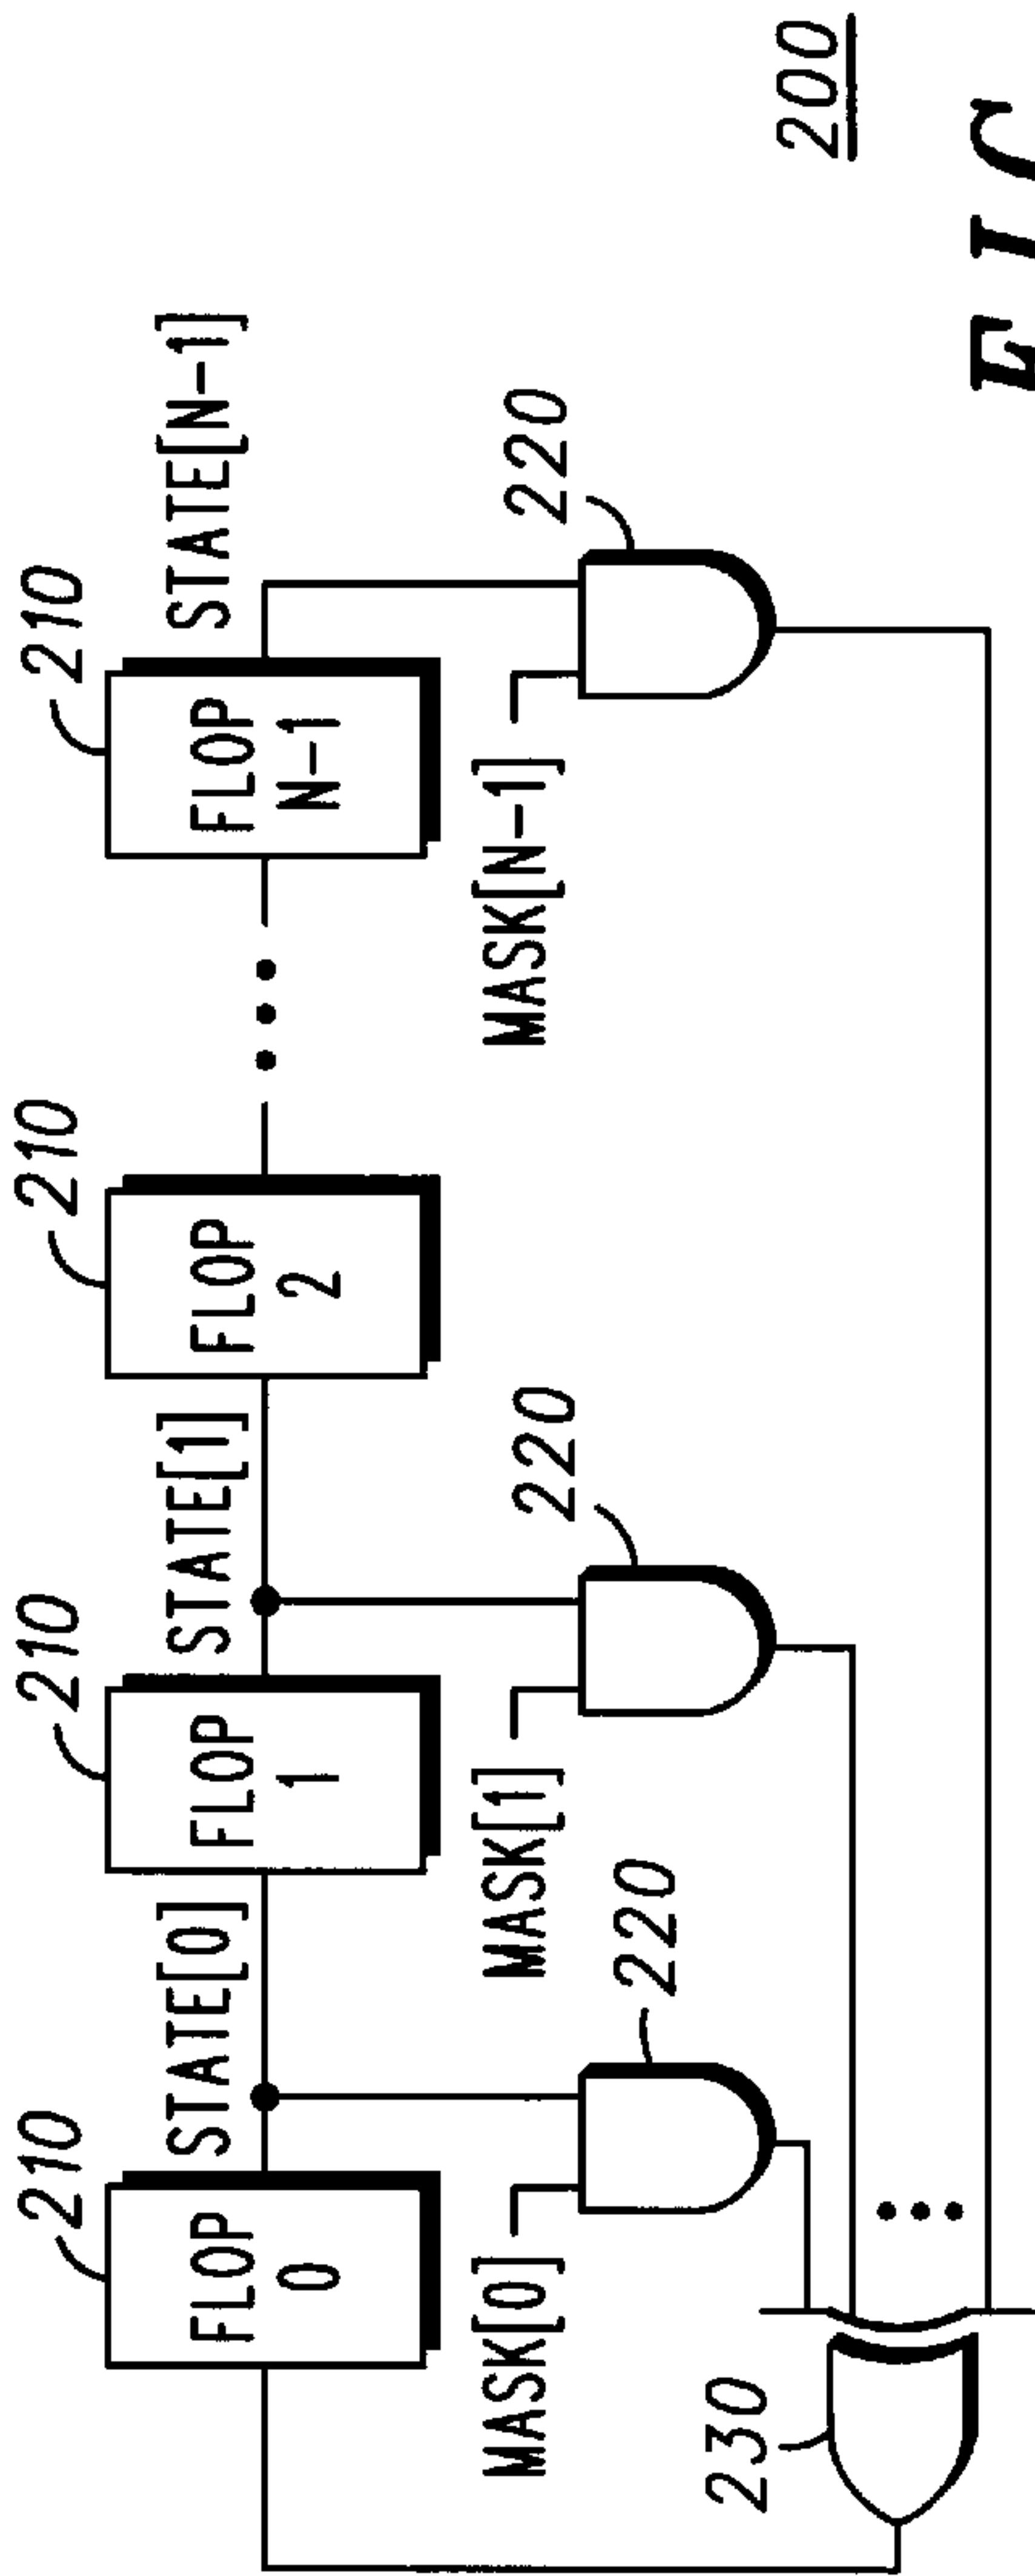 210 210 210 210
STATE[0] STATE[1] STATE[N-1]
FLOP 0
FLOP 1
FLOP 2
FLOP N-1
MASK[0] MASK[1] MASK[N-1]
220 220 220
230
200